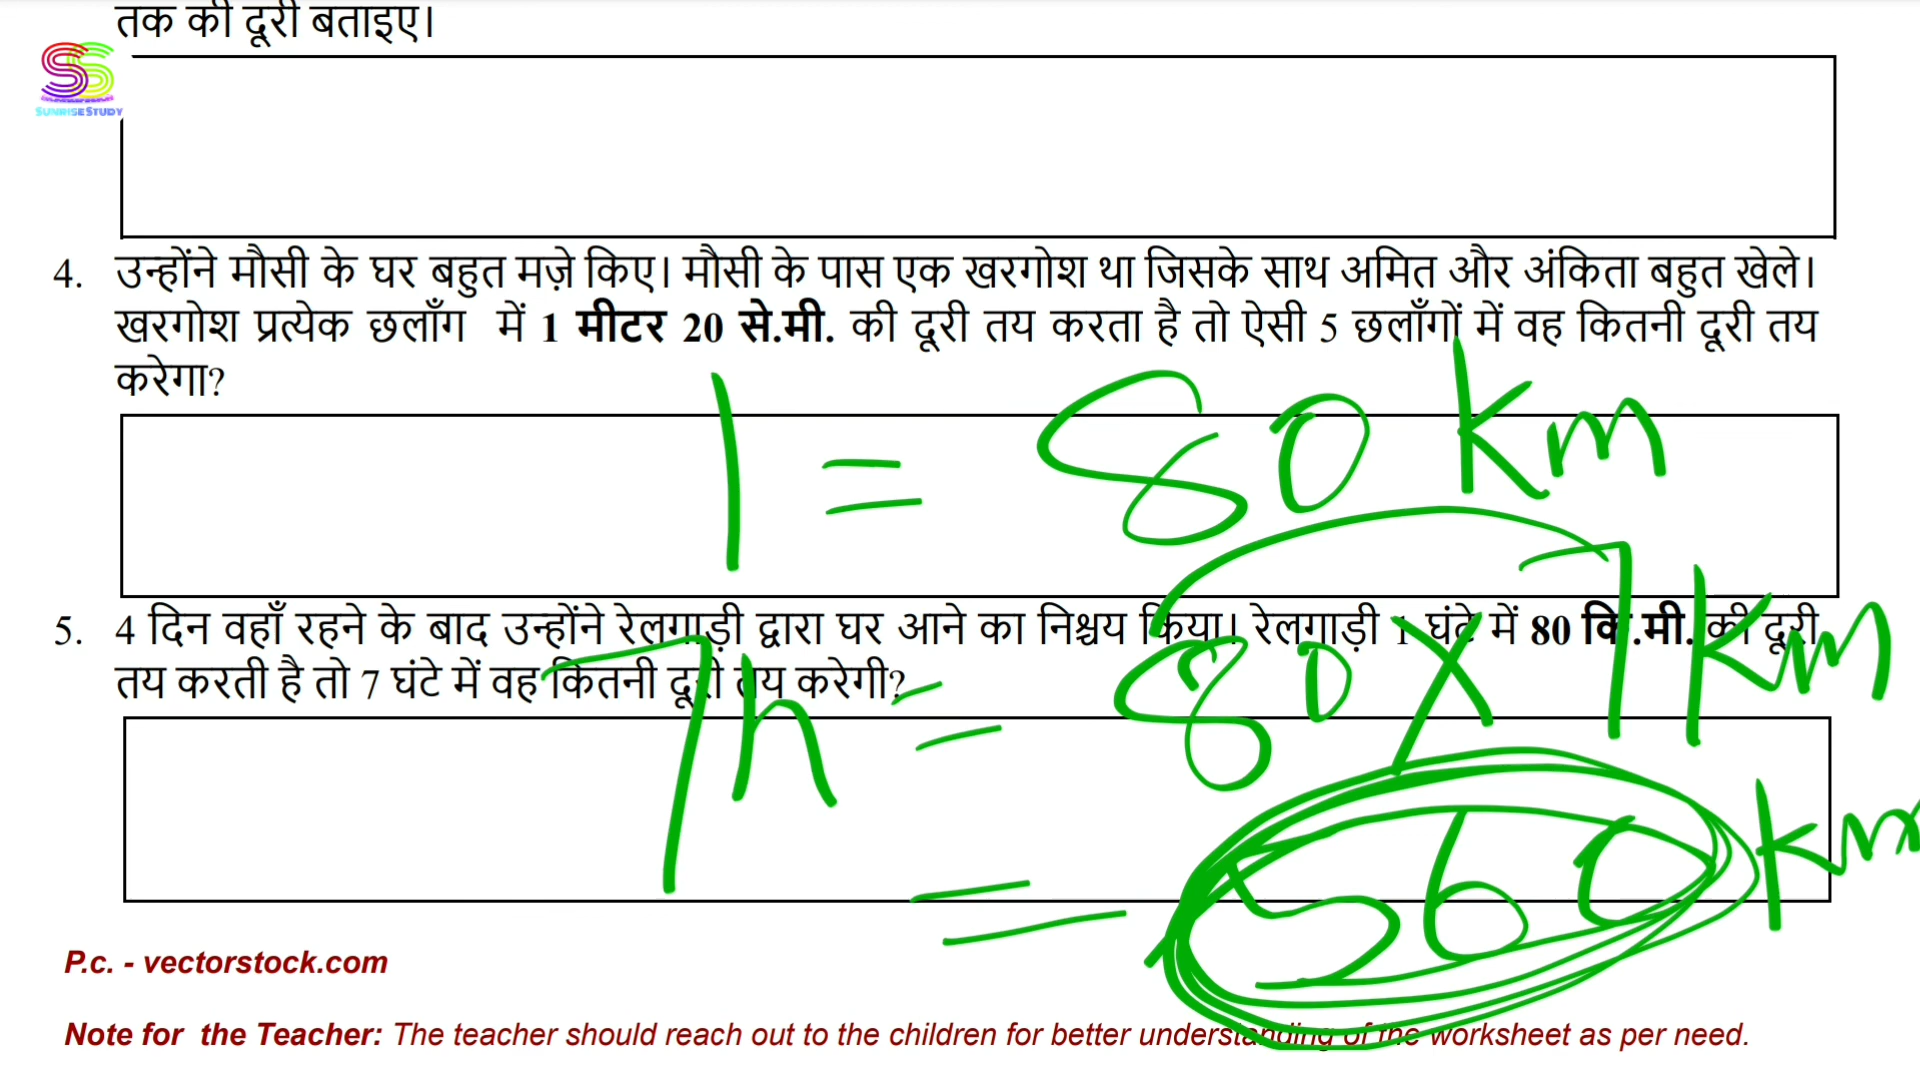 तक की दूरी बताइए।
SS
SUNRISE STUDY
4. उन्होंने मौसी के घर बहुत मज़े किए। मौसी के पास एक खरगोश था जिसके साथ अमित और अंकिता बहुत खेले।
खरगोश प्रत्येक छलाँग में 1 मीटर 20 से.मी. की दूरी तय करता है तो ऐसी 5 छलाँगों में वह कितनी दूरी तय
करेगा?
1 = 80 km
5. 4 दिन वहाँ रहने के बाद उन्होंने रेलगाड़ी द्वारा घर आने का निश्चय किया। रेलगाड़ी 1 घंटे में 80 कि.मी. की दूरी
तय करती है तो 7 घंटे में वह कितनी दूरी तय करेगी?
7h = 80 x 7 km
= 560 km
P.c. - vectorstock.com
Note for the Teacher: The teacher should reach out to the children for better understanding of the worksheet as per need.